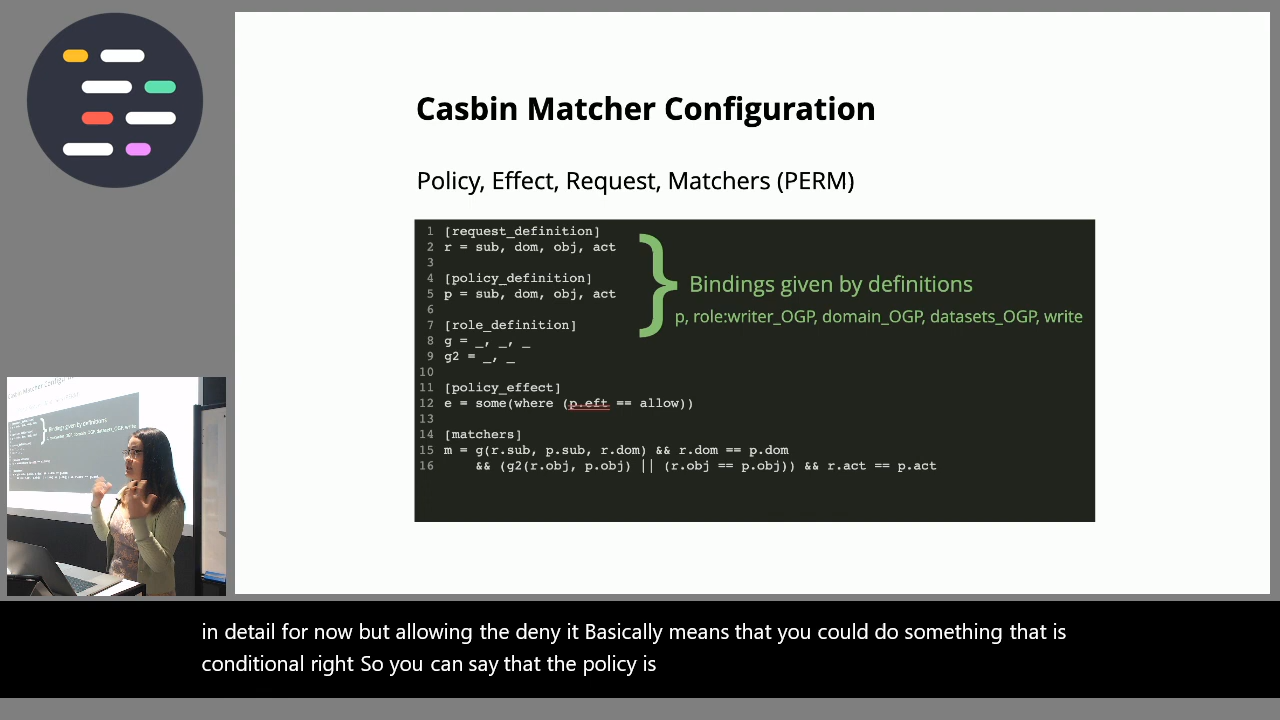 Casbin Matcher Configuration
Policy, Effect, Request, Matchers (PERM)
1 [request_definition]
2 r = sub, dom, obj, act
3
4 [policy_definition]
5 p = sub, dom, obj, act
6
7 [role_definition]
8 g = _, _, _
9 g2 = _, _
10
11 [policy_effect]
12 e = some(where (p.eft == allow))
13
14 [matchers]
15 m = g(r.sub, p.sub, r.dom) && r.dom == p.dom
16 && (g2(r.obj, p.obj) || (r.obj == p.obj)) && r.act == p.act
Bindings given by definitions
p, role:writer_OGP, domain_OGP, datasets_OGP, write
Bindings given by definitions
in detail for now but allowing the deny it Basically means that you could do something that is
conditional right So you can say that the policy is